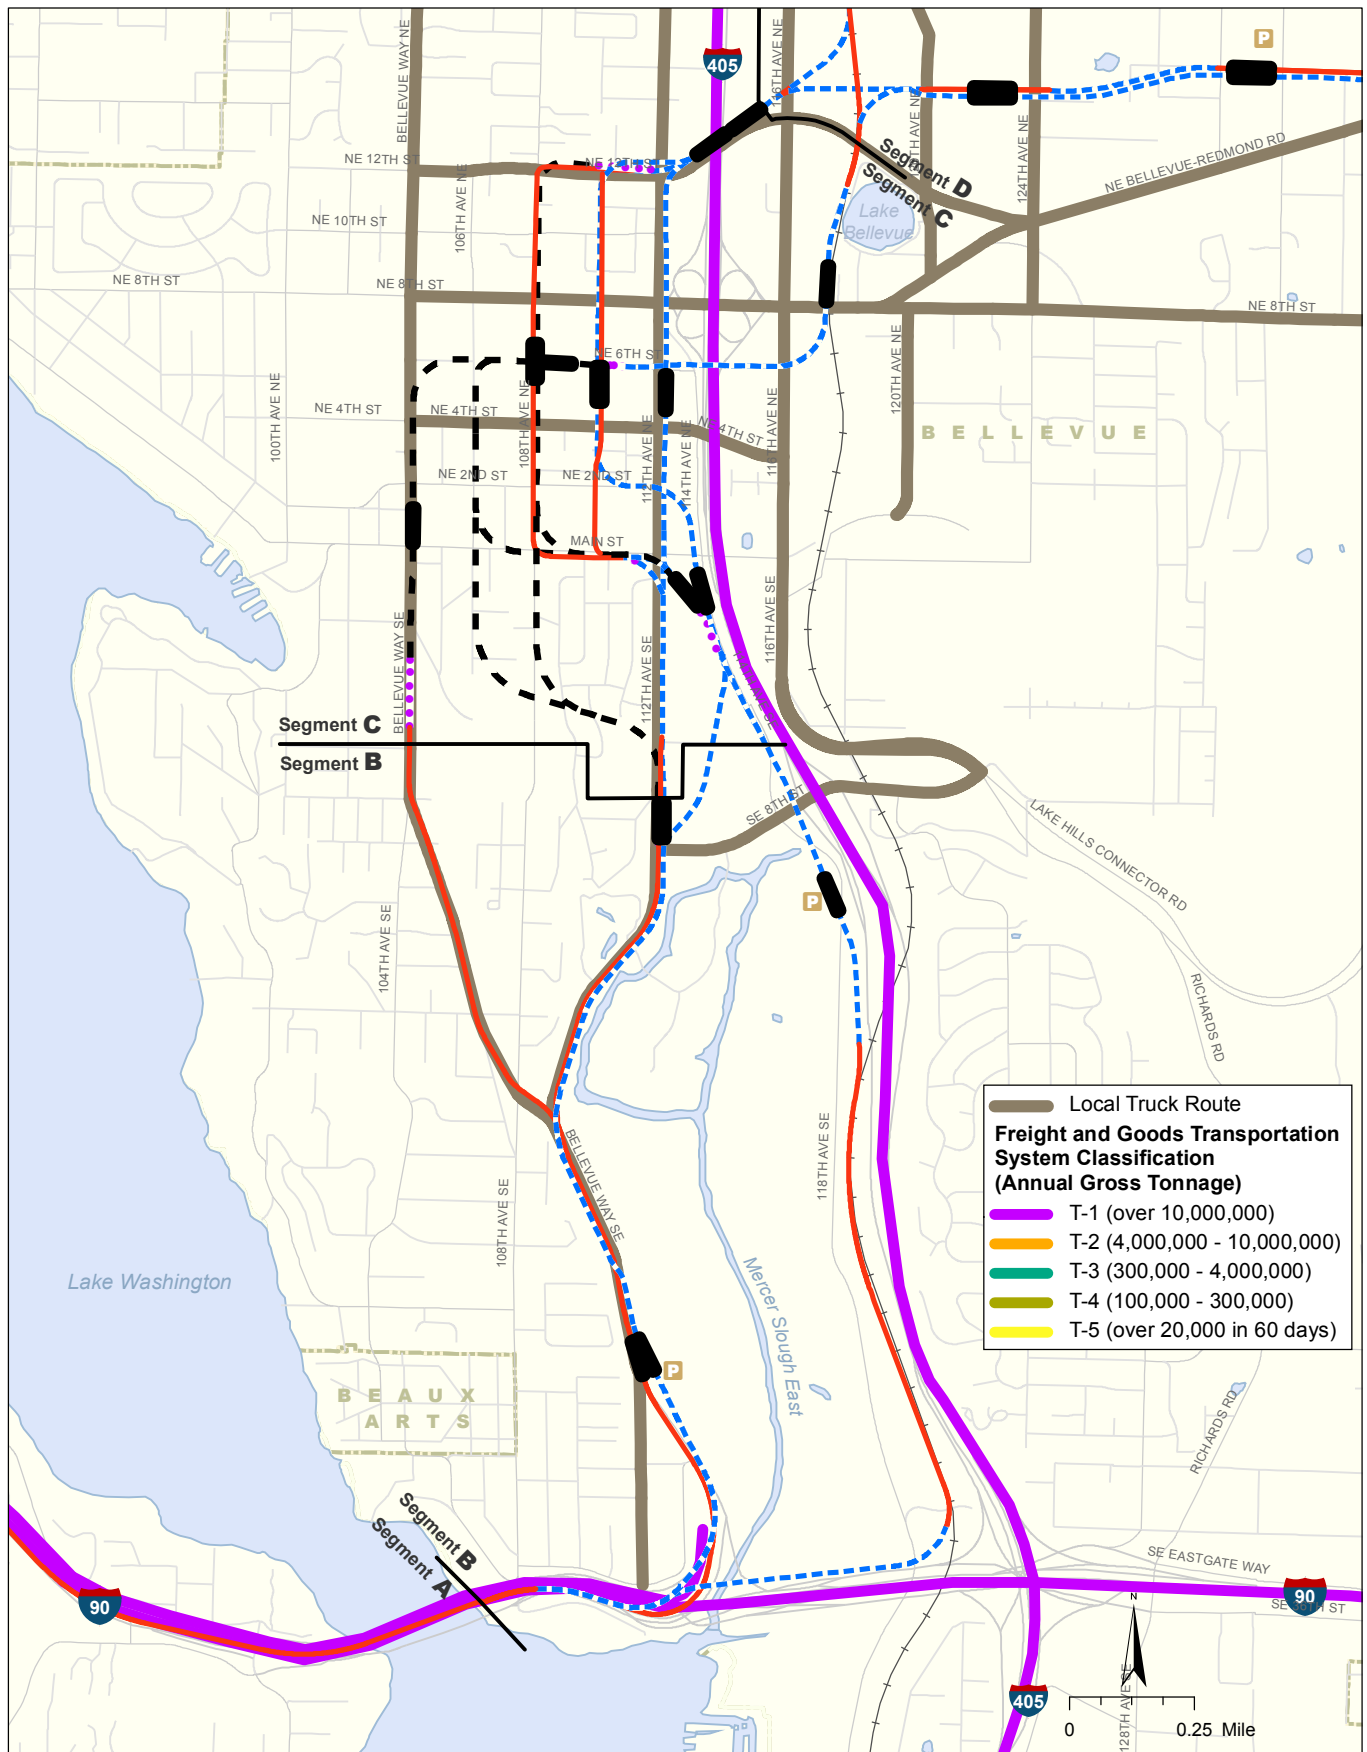 P
BELLEVUE WAY NE
405
116TH AVE NE
NE 12TH ST
NE 12TH ST
106TH AVE NE
Segment D
Segment C
124TH AVE NE
NE BELLEVUE-REDMOND RD
NE 10TH ST
Lake
Bellevue
NE 8TH ST
NE 8TH ST
NE 8TH ST
E 6TH ST
100TH AVE NE
NE 4TH ST
NE 4TH ST
108TH AVE NE
112TH AVE NE
114TH AVE NE
NE 4TH ST
116TH AVE NE
120TH AVE NE
BELLEVUE
NE 2ND ST
NE 2ND ST
MAIN ST
BELLEVUE WAY SE
112TH AVE SE
116TH AVE SE
Segment C
Segment B
SE 8TH ST
LAKE HILLS CONNECTOR RD
P
104TH AVE SE
RICHARDS RD
BELLEVUE WAY SE
108TH AVE SE
118TH AVE SE
Local Truck Route
Freight and Goods Transportation
System Classification
(Annual Gross Tonnage)
T-1 (over 10,000,000)
T-2 (4,000,000 - 10,000,000)
T-3 (300,000 - 4,000,000)
T-4 (100,000 - 300,000)
T-5 (over 20,000 in 60 days)
Lake Washington
Mercer Slough East
P
BEAUX
ARTS
RICHARDS RD
Segment B
Segment A
SE EASTGATE WAY
90
90
N
405
128TH AVE SE
0 0.25 Mile